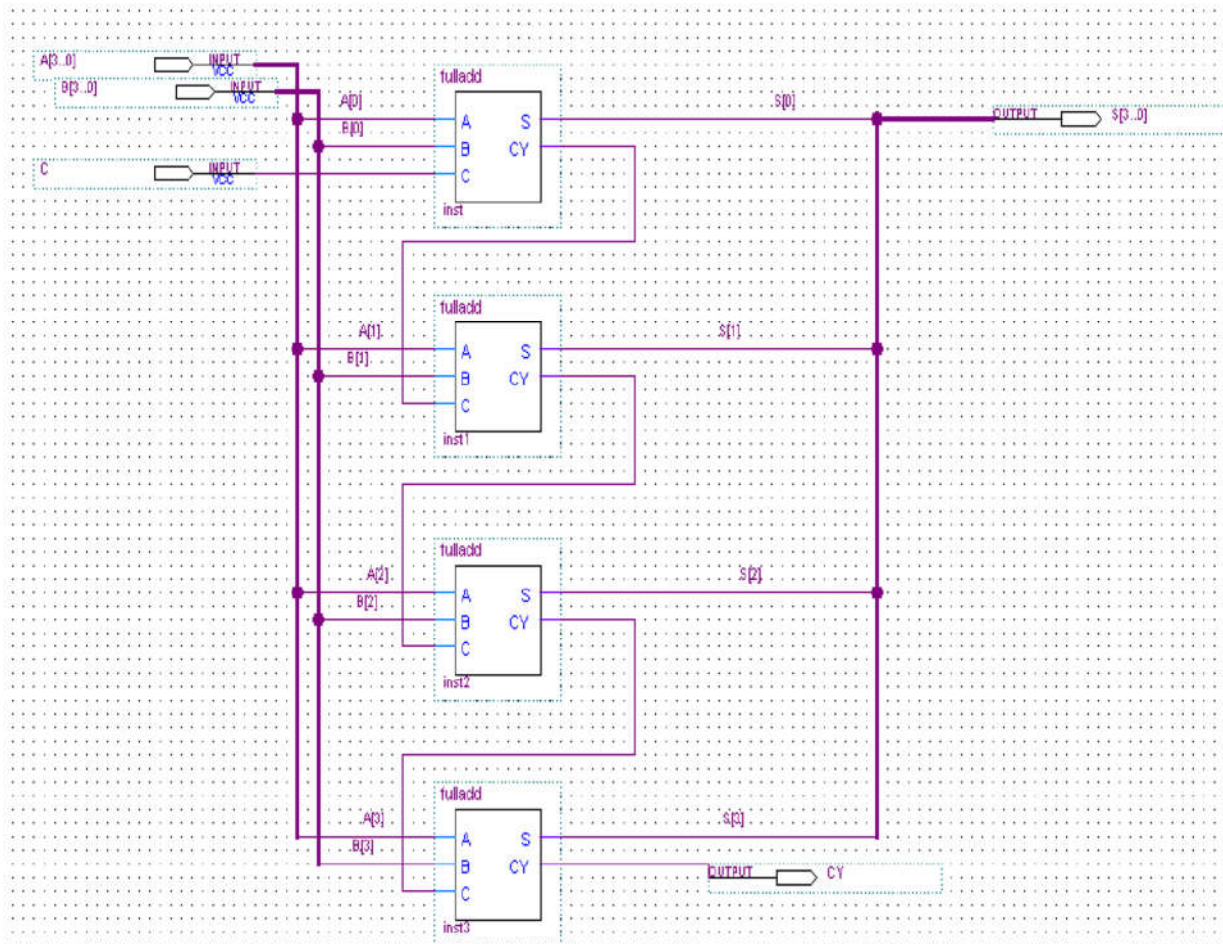 A[3..0] INPUT
VCC
B[3..0] INPUT
VCC
C INPUT
VCC
fulladd
A[0]
B[0]
A S
B CY
C
inst
S[0]
OUTPUT S[3..0]
fulladd
A[1]
B[1]
A S
B CY
C
inst1
S[1]
fulladd
A[2]
B[2]
A S
B CY
C
inst2
S[2]
fulladd
A[3]
B[3]
A S
B CY
C
inst3
S[3]
OUTPUT CY